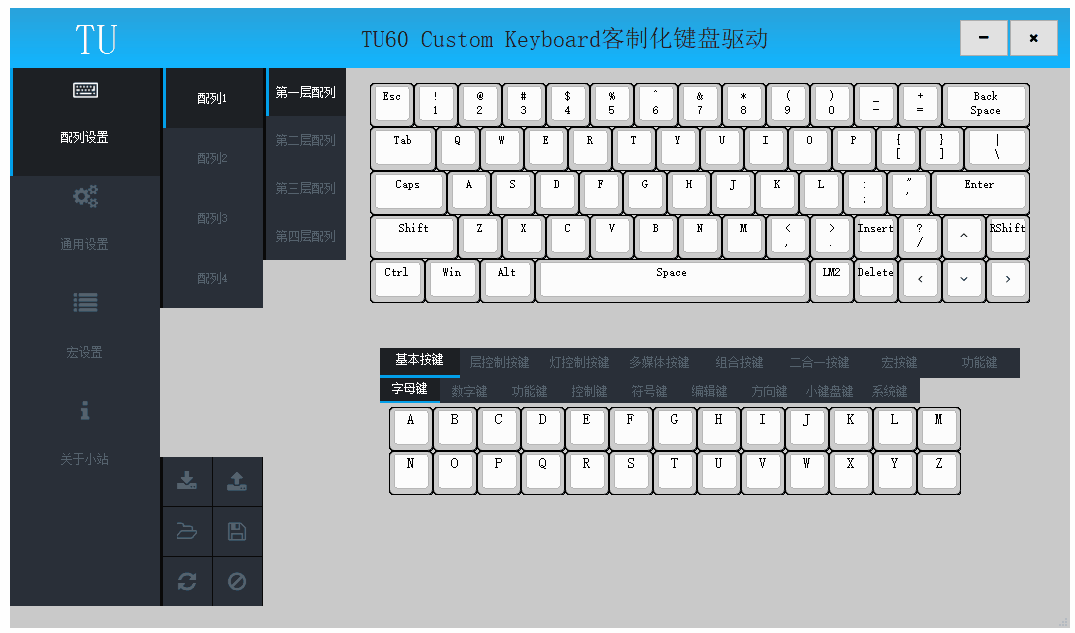 TU
TU60 Custom Keyboard客制化键盘驱动
配列设置
通用设置
宏设置
关于小站
配列1
配列2
配列3
配列4
第一层配列
第二层配列
第三层配列
第四层配列
Esc ! 1 @ 2 # 3 $ 4 % 5 ^ 6 & 7 * 8 ( 9 ) 0 _ - + = Back Space
Tab Q W E R T Y U I O P { [ } ] | \
Caps A S D F G H J K L : ; " ' Enter
Shift Z X C V B N M < , > . Insert ? / ^ RShift
Ctrl Win Alt Space LM2 Delete < ˅ >
基本按键 层控制按键 灯控制按键 多媒体按键 组合按键 二合一按键 宏按键 功能键
字母键 数字键 功能键 控制键 符号键 编辑键 方向键 小键盘键 系统键
A B C D E F G H I J K L M
N O P Q R S T U V W X Y Z